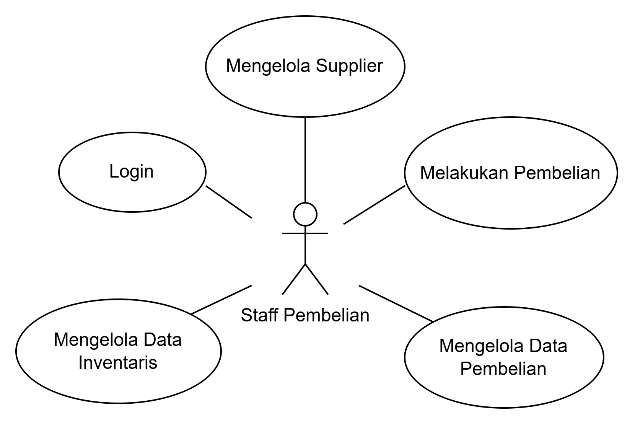 Mengelola Supplier
Login
Melakukan Pembelian
Staff Pembelian
Mengelola Data
Inventaris
Mengelola Data
Pembelian